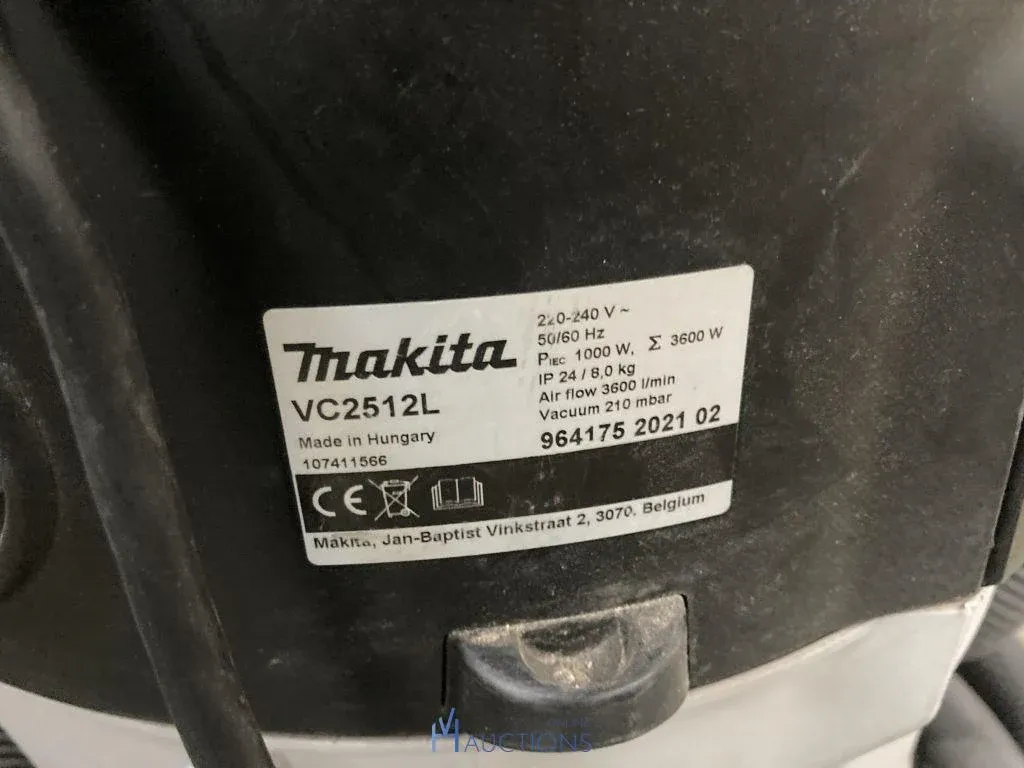 makita
VC2512L
Made in Hungary
107411566
220-240 V ~
50/60 Hz
PIEC 1000 W, Σ 3600 W
IP 24 / 8,0 kg
Air flow 3600 l/min
Vacuum 210 mbar
964175 2021 02
CE
Makita, Jan-Baptist Vinkstraat 2, 3070, Belgium
AUCTIONS